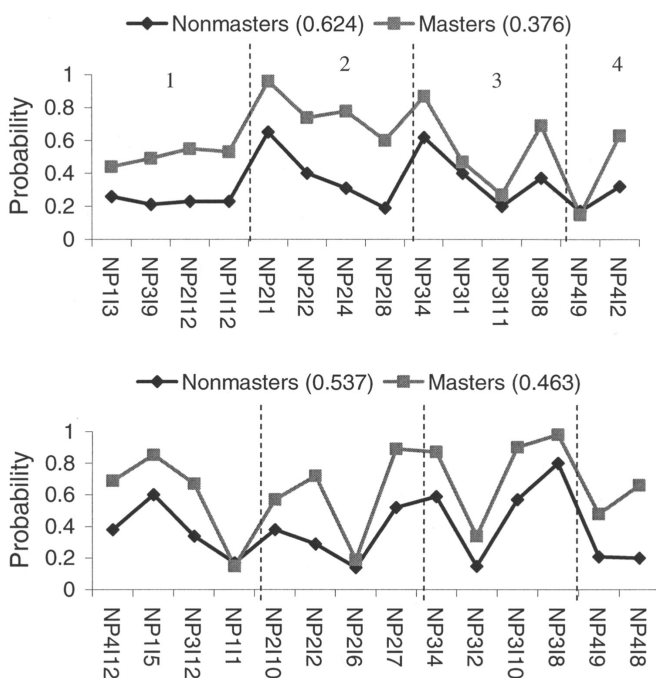 Nonmasters (0.624) Masters (0.376)
1 2 3 4
1
0.8
0.6
0.4
0.2
0
Probability
NP1I3 NP3I9 NP2I12 NP1I12 NP2I1 NP2I2 NP2I4 NP2I8 NP3I4 NP3I1 NP3I11 NP3I8 NP4I9 NP4I2
Nonmasters (0.537) Masters (0.463)
1
0.8
0.6
0.4
0.2
0
Probability
NP4I12 NP1I5 NP3I12 NP1I1 NP2I10 NP2I2 NP2I6 NP2I7 NP3I4 NP3I2 NP3I10 NP3I8 NP4I9 NP4I8